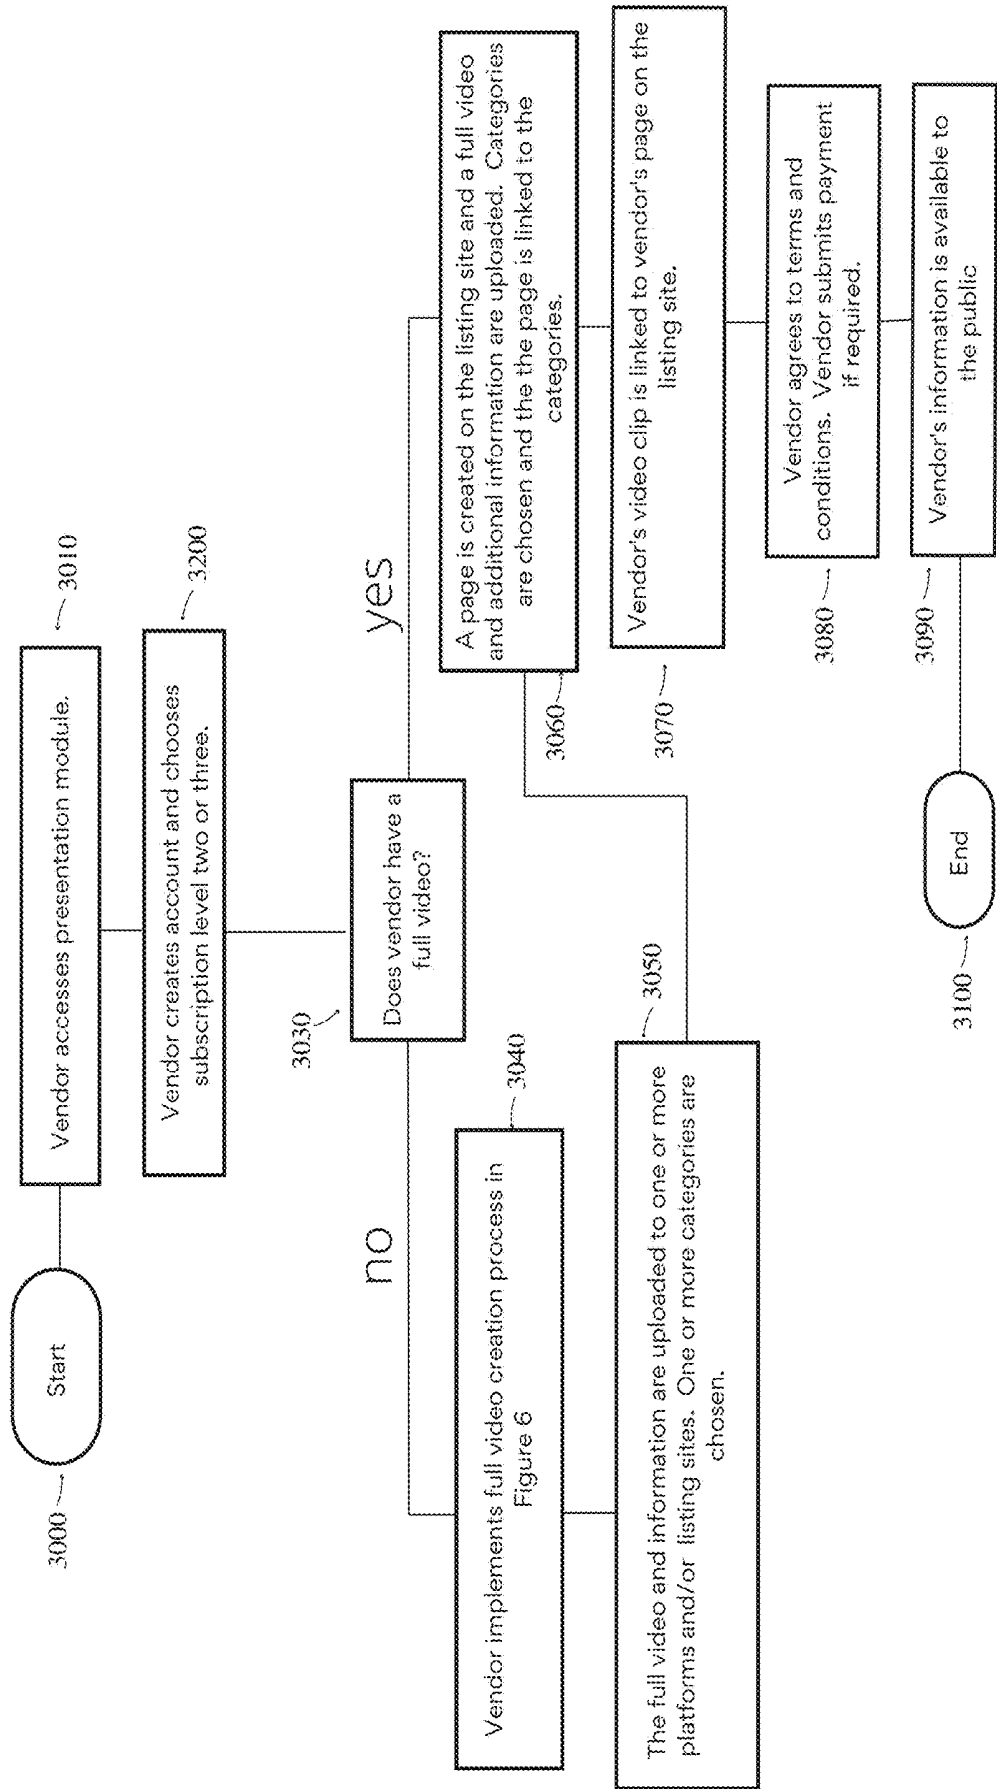 Start
3000
Vendor accesses presentation module.
3010
Vendor creates account and chooses
subscription level two or three.
3200
Does vendor have a
full video?
3030
no
yes
Vendor implements full video creation process in
Figure 6
3040
The full video and information are uploaded to one or more
platforms and/or listing sites. One or more categories are
chosen.
3050
A page is created on the listing site and a full video
and additional information are uploaded. Categories
are chosen and the the page is linked to the
categories.
3060
Vendor's video clip is linked to vendor's page on the
listing site.
3070
Vendor agrees to terms and
conditions. Vendor submits payment
if required.
3080
Vendor's information is available to
the public
3090
End
3100